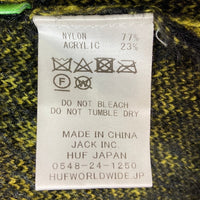 NYLON 77%
ACRYLIC 23%
F W
DO NOT BLEACH
DO NOT TUMBLE DRY
MADE IN CHINA
JACK INC.
HUF JAPAN
0548-24-1250
HUFWORLDWIDE.JP